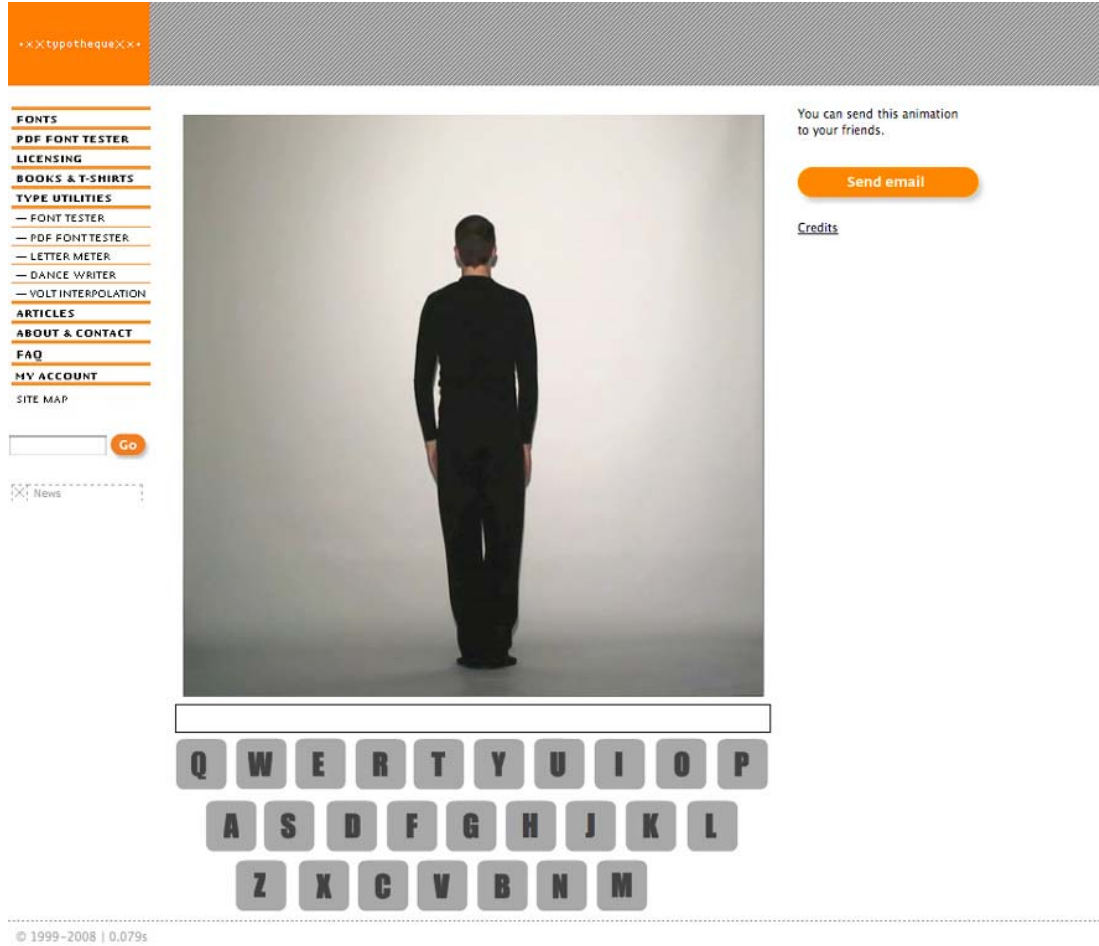 typotheque
FONTS
PDF FONT TESTER
LICENSING
BOOKS & T-SHIRTS
TYPE UTILITIES
— FONT TESTER
— PDF FONT TESTER
— LETTER METER
— DANCE WRITER
— VOLT INTERPOLATION
ARTICLES
ABOUT & CONTACT
FAQ
MY ACCOUNT
SITE MAP
Go
News
You can send this animation
to your friends.
Send email
Credits
Q W E R T Y U I O P
A S D F G H J K L
Z X C V B N M
© 1999–2008 | 0.079s